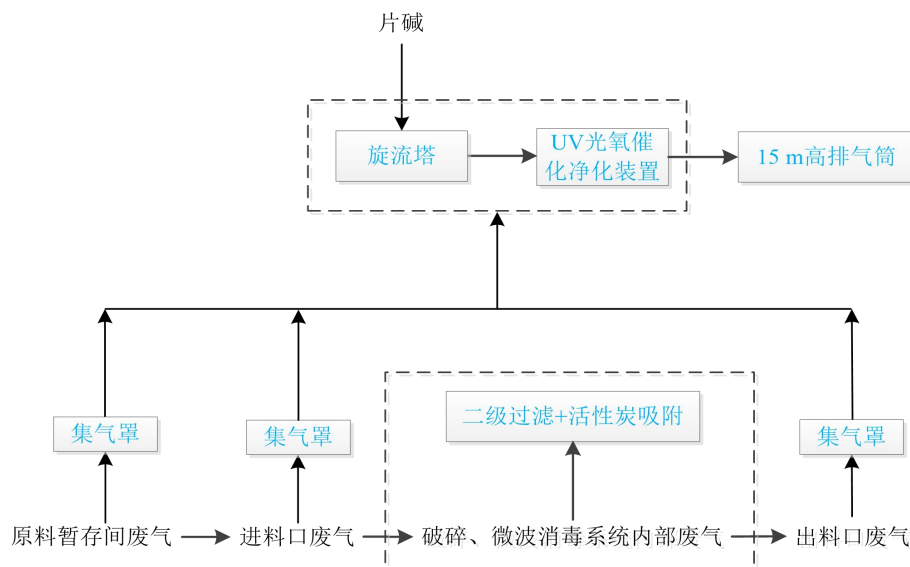 片碱
旋流塔
UV光氧催
化净化装置
15 m高排气筒
二级过滤+活性炭吸附
集气罩
集气罩
集气罩
原料暂存间废气
进料口废气
破碎、微波消毒系统内部废气
出料口废气